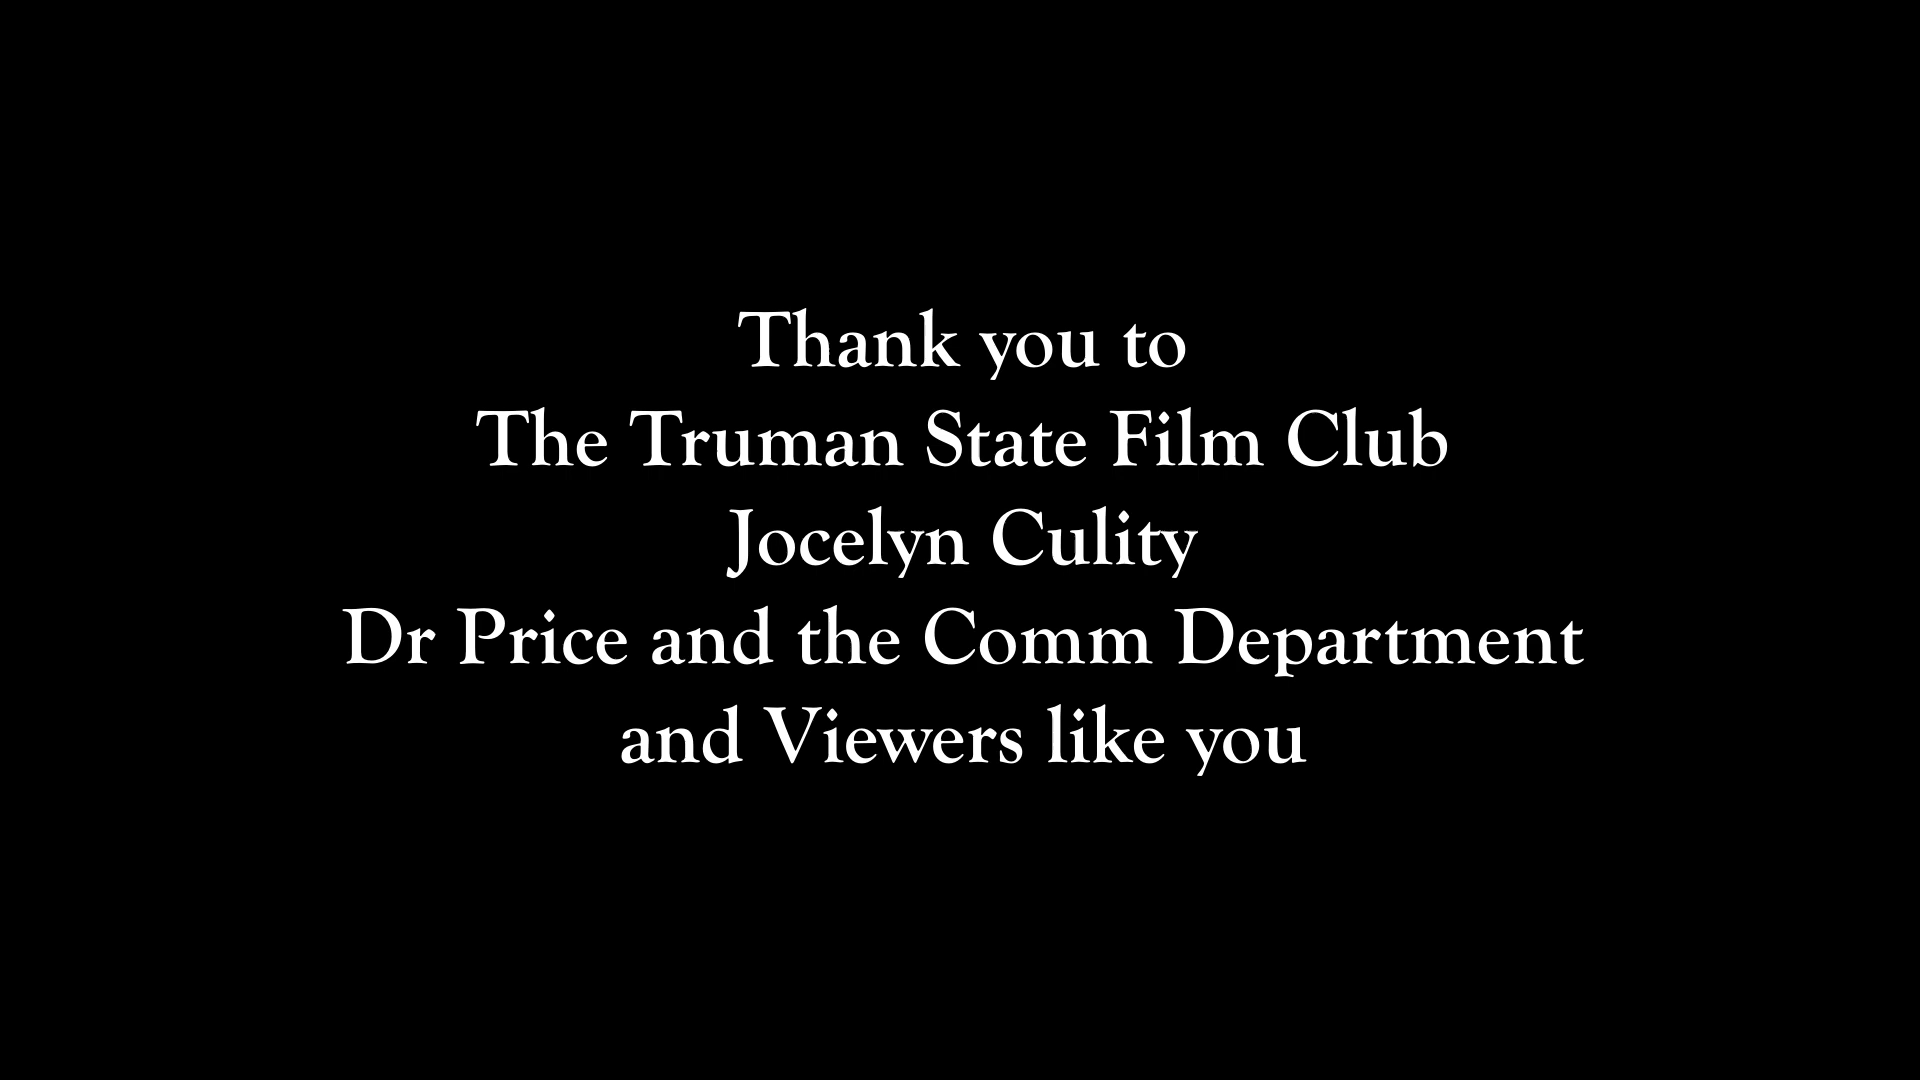 Thank you to
The Truman State Film Club
Jocelyn Culity
Dr Price and the Comm Department
and Viewers like you